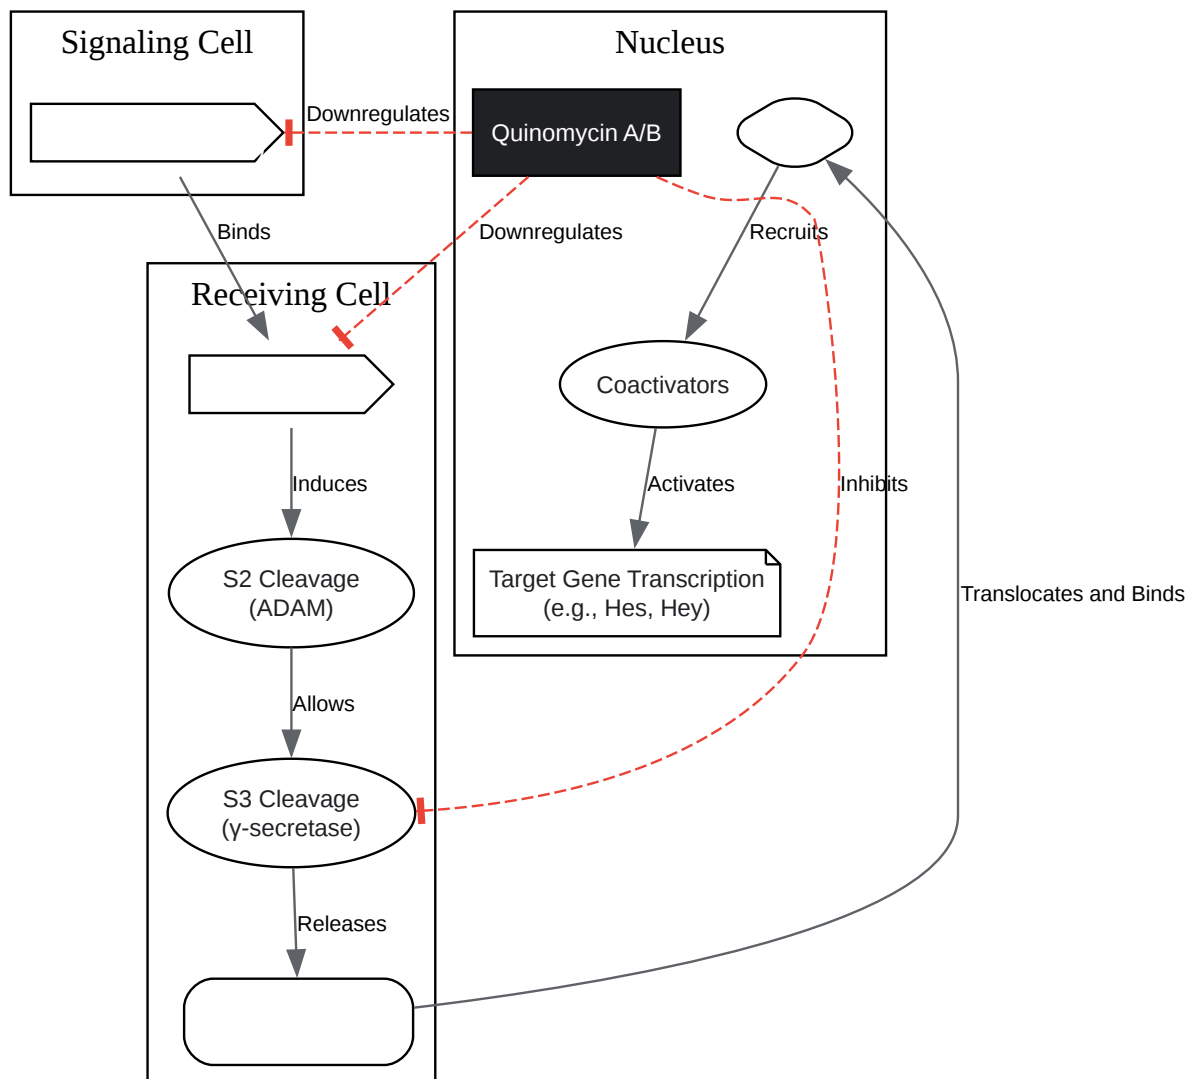 Signaling Cell
Nucleus
Downregulates
Quinomycin A/B
Binds
Downregulates
Recruits
Receiving Cell
Coactivators
Induces
Activates
Inhibits
S2 Cleavage
(ADAM)
Target Gene Transcription
(e.g., Hes, Hey)
Translocates and Binds
Allows
S3 Cleavage
(γ-secretase)
Releases